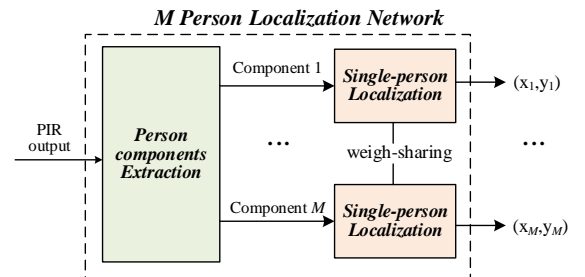 M Person Localization Network
PIR
output
Person
components
Extraction
Component 1
...
Component M
Single-person
Localization
weigh-sharing
Single-person
Localization
(x1,y1)
...
(xM,yM)